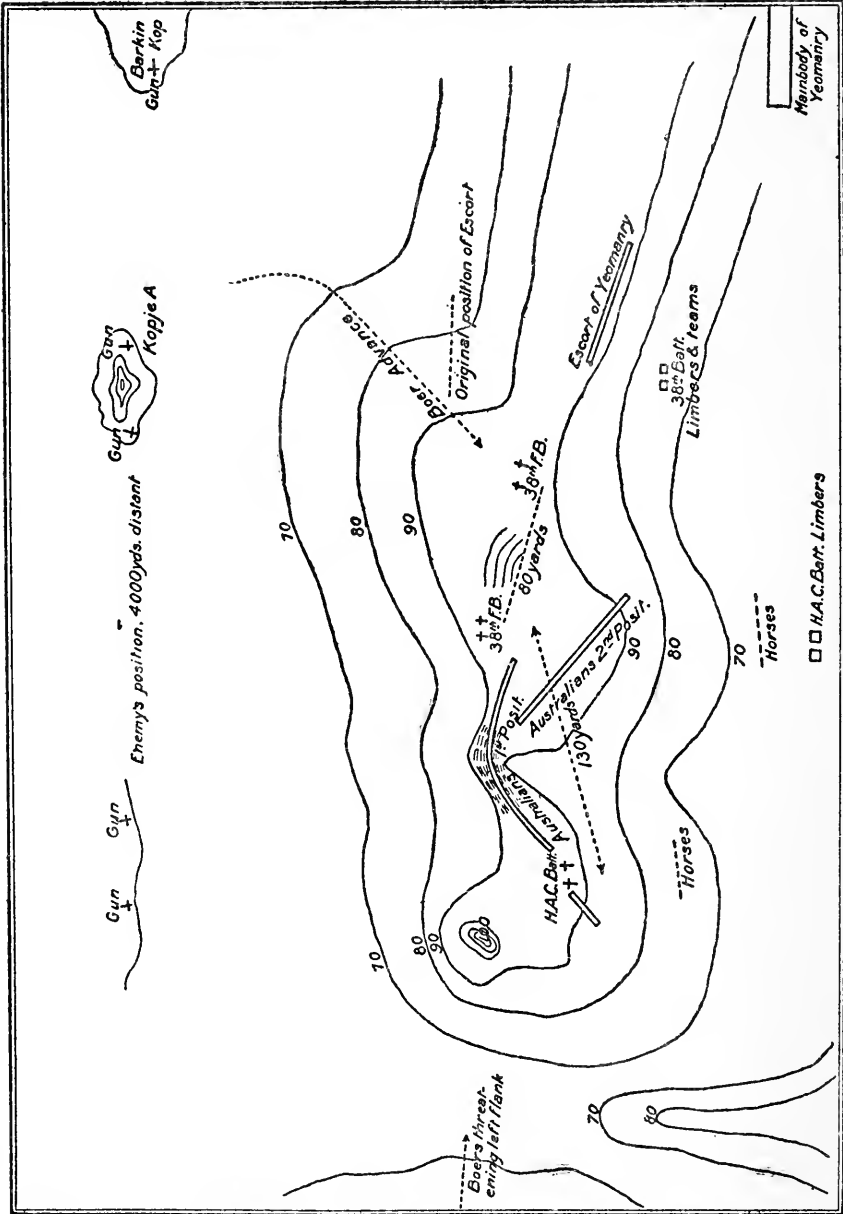 Barkin
Gun Kop
Gun
Gun
Kopje A
Enemy's position. 4000yds. distant
Gun
Gun
Mainbody of
Yeomanry
Original position of Escort
Boer Advance
Escort of Yeomanry
38th Batt.
Limbers & teams
70
80
90
38th F.B.
80 yards
38th F.B.
Australians 2nd Posit.
130 yards
Australians 1st Posit.
H.A.C. Batt.
90
80
70
Horses
H.A.C. Batt. Limbers
Horses
70
80
90
100
Boers threat-
ening left flank
70
80